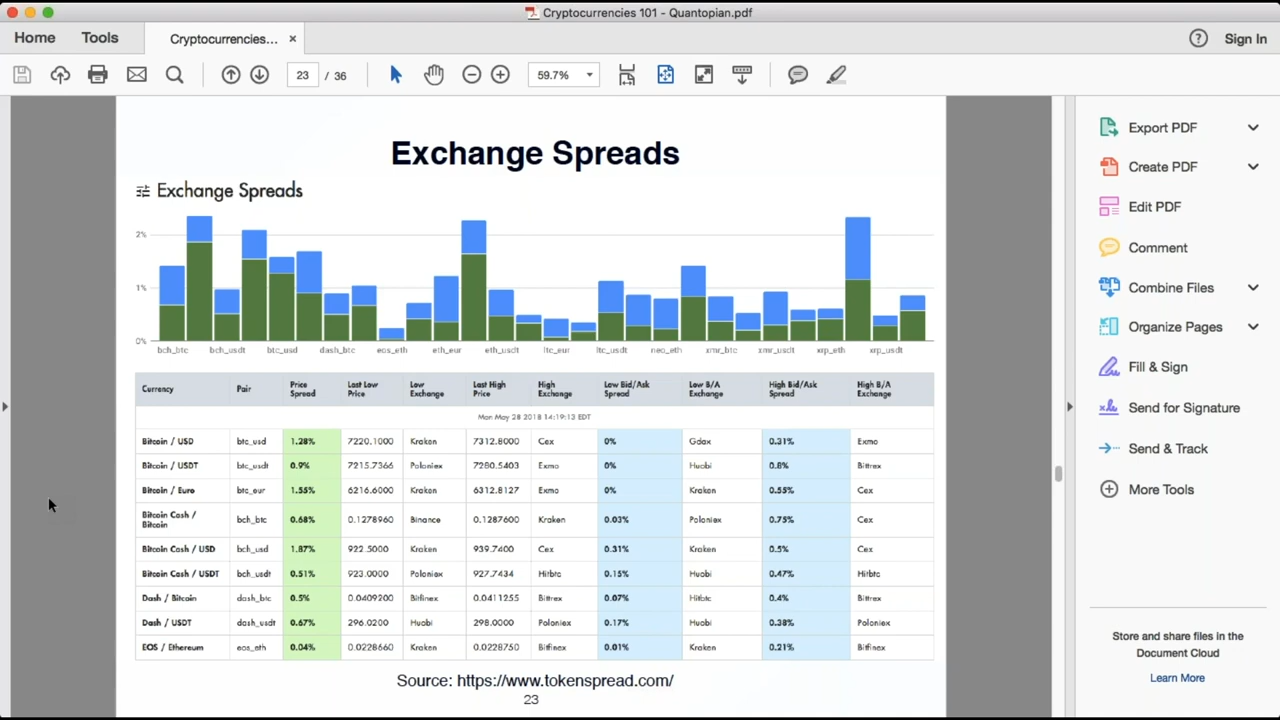 Cryptocurrencies 101 - Quantopian.pdf
Home Tools Cryptocurrencies... × ? Sign In
23 / 36 59.7%
Exchange Spreads
Exchange Spreads
2%
1%
0%
bch_btc bch_usdt btc_usd dash_btc eos_eth eth_eur eth_usdt ltc_eur ltc_usdt neo_eth xmr_btc xmr_usdt xrp_eth xrp_usdt
Currency Pair Price Spread Last Low Price Low Exchange Last High Price High Exchange Low Bid/Ask Spread Low B/A Exchange High Bid/Ask Spread High B/A Exchange
Mon May 28 2018 14:19:13 EDT
Bitcoin / USD btc_usd 1.28% 7220.1000 Kraken 7312.8000 Cex 0% Gdax 0.31% Exmo
Bitcoin / USDT btc_usdt 0.9% 7215.7366 Poloniex 7280.5403 Exmo 0% Huobi 0.8% Bittrex
Bitcoin / Euro btc_eur 1.55% 6216.6000 Kraken 6312.8127 Exmo 0% Kraken 0.55% Cex
Bitcoin Cash / Bitcoin bch_btc 0.68% 0.1278960 Binance 0.1287600 Kraken 0.03% Poloniex 0.75% Cex
Bitcoin Cash / USD bch_usd 1.87% 922.5000 Kraken 939.7400 Cex 0.31% Kraken 0.5% Cex
Bitcoin Cash / USDT bch_usdt 0.51% 923.0000 Poloniex 927.7434 Hitbtc 0.15% Huobi 0.47% Hitbtc
Dash / Bitcoin dash_btc 0.5% 0.0409200 Bitfinex 0.0411255 Bittrex 0.07% Hitbtc 0.4% Bittrex
Dash / USDT dash_usdt 0.67% 296.0200 Huobi 298.0000 Poloniex 0.17% Huobi 0.38% Poloniex
EOS / Ethereum eos_eth 0.04% 0.0228660 Kraken 0.0228750 Bitfinex 0.01% Kraken 0.21% Bitfinex
Source: https://www.tokenspread.com/
23
Export PDF
Create PDF
Edit PDF
Comment
Combine Files
Organize Pages
Fill & Sign
Send for Signature
Send & Track
More Tools
Store and share files in the
Document Cloud
Learn More